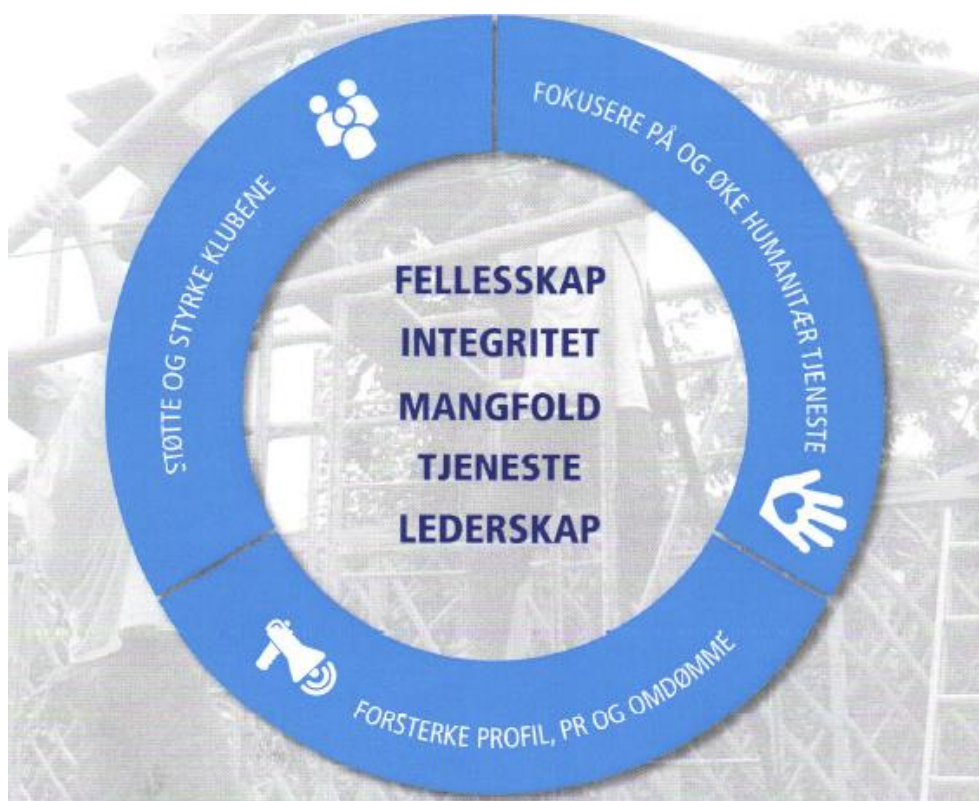 STØTTE OG STYRKE KLUBENE
FOKUSERE PÅ OG ØKE HUMANITÆR TJENESTE
FELLESSKAP
INTEGRITET
MANGFOLD
TJENESTE
LEDERSKAP
FORSTERKE PROFIL, PR OG OMDØMME